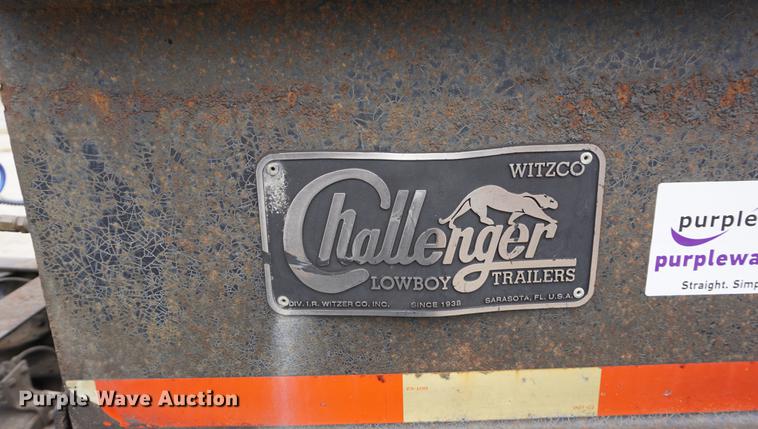 WITZCO
Challenger
LOWBOY TRAILERS
DIV. I.R. WITZER CO. INC. SINCE 1938 SARASOTA, FL. U.S.A.
purple
purplewa
Straight. Simp
Purple Wave Auction